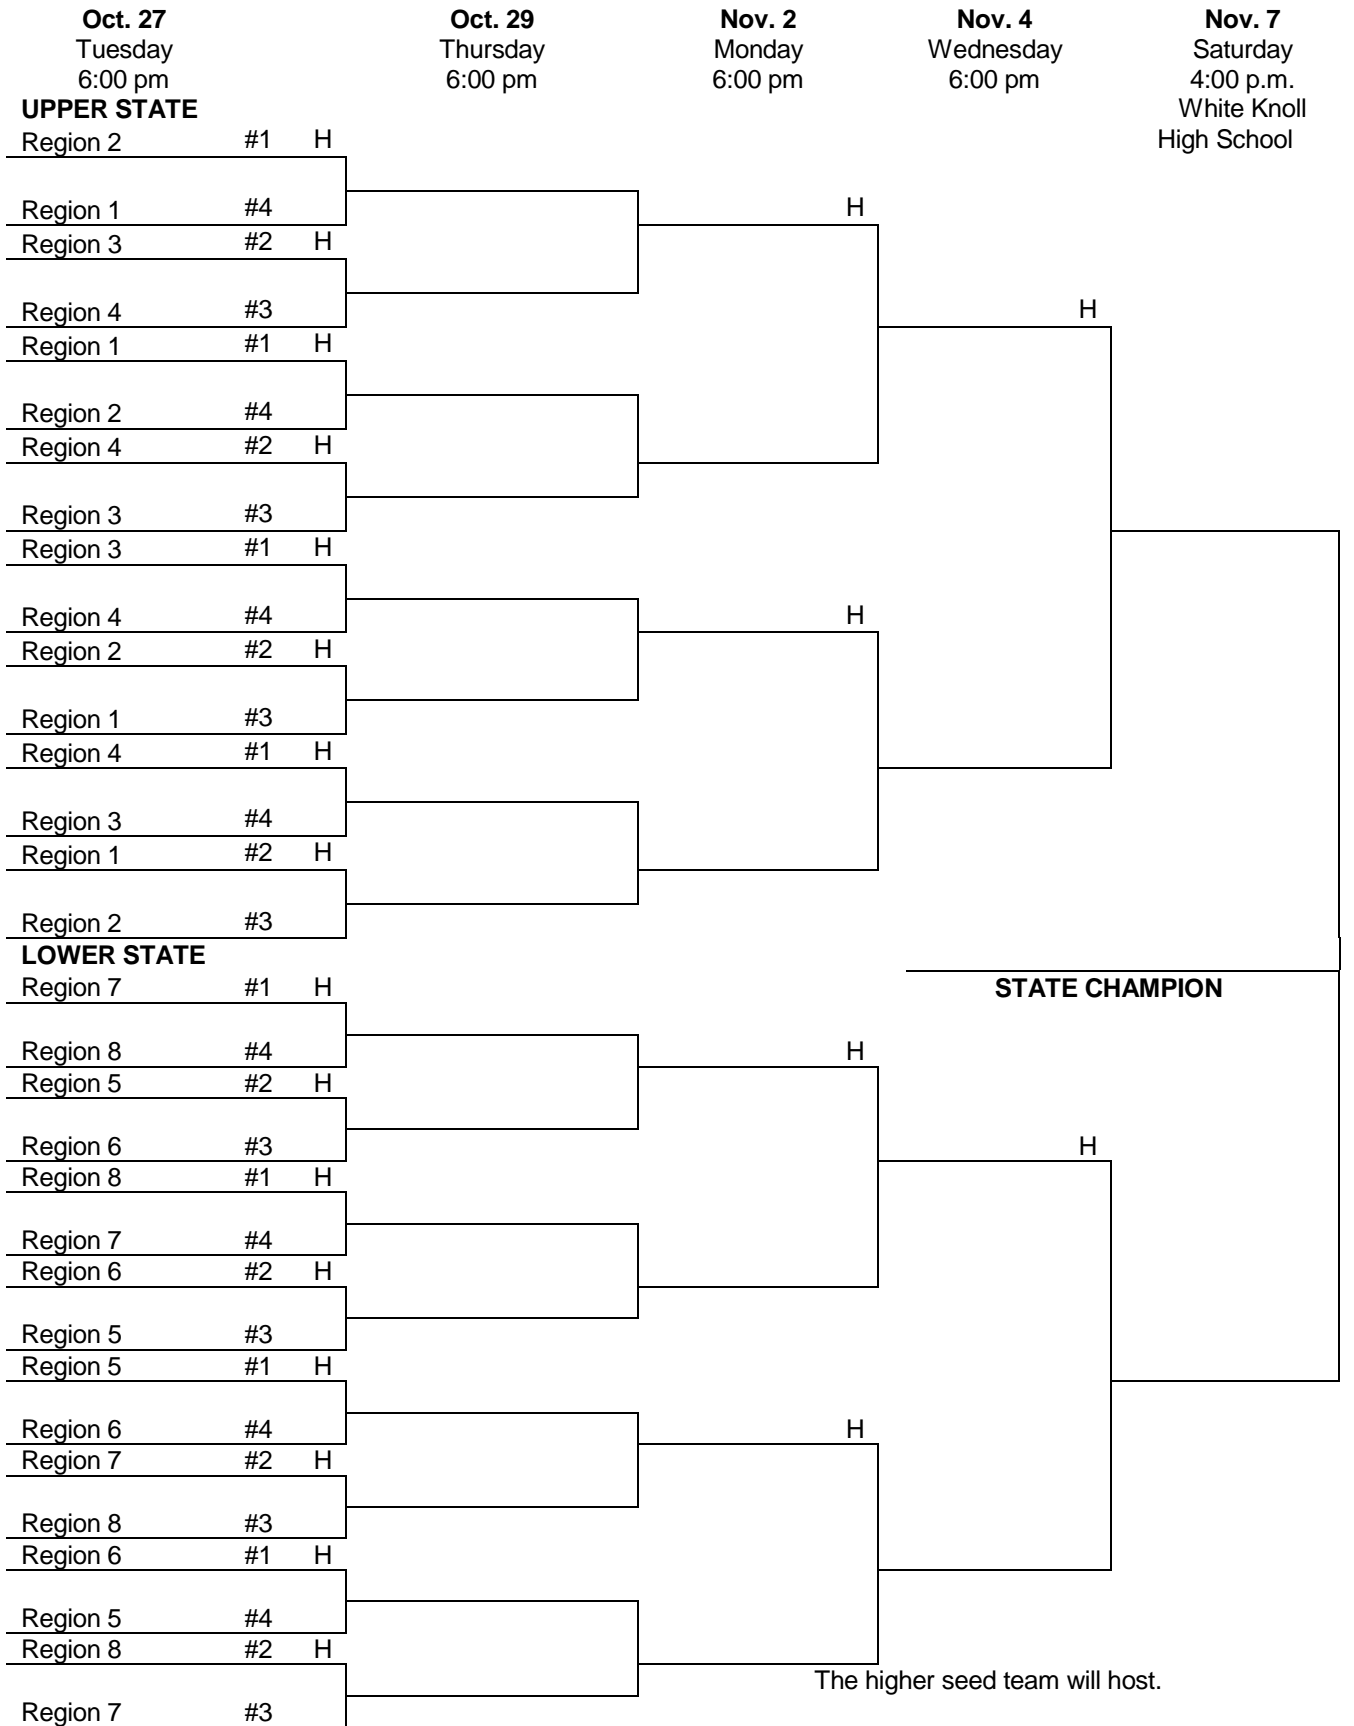 Oct. 27 Oct. 29 Nov. 2 Nov. 4 Nov. 7
Tuesday Thursday Monday Wednesday Saturday
6:00 pm 6:00 pm 6:00 pm 6:00 pm 4:00 p.m.
UPPER STATE White Knoll
Region 2 #1 H High School
Region 1 #4 H
Region 3 #2 H
Region 4 #3 H
Region 1 #1 H
Region 2 #4
Region 4 #2 H
Region 3 #3
Region 3 #1 H
Region 4 #4 H
Region 2 #2 H
Region 1 #3
Region 4 #1 H
Region 3 #4
Region 1 #2 H
Region 2 #3
LOWER STATE
Region 7 #1 H STATE CHAMPION
Region 8 #4 H
Region 5 #2 H
Region 6 #3 H
Region 8 #1 H
Region 7 #4
Region 6 #2 H
Region 5 #3
Region 5 #1 H
Region 6 #4 H
Region 7 #2 H
Region 8 #3
Region 6 #1 H
Region 5 #4
Region 8 #2 H
The higher seed team will host.
Region 7 #3